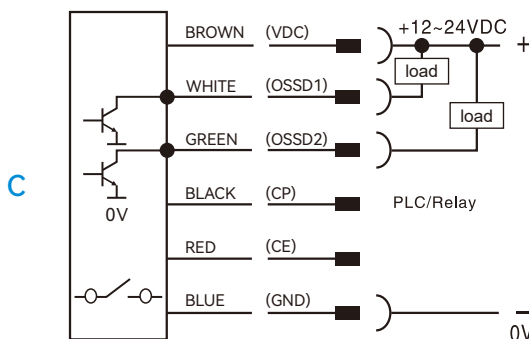 +12~24VDC
BROWN (VDC) +
load
WHITE (OSSD1)
load
GREEN (OSSD2)
C
BLACK (CP) PLC/Relay
0V
RED (CE)
BLUE (GND) −
0V